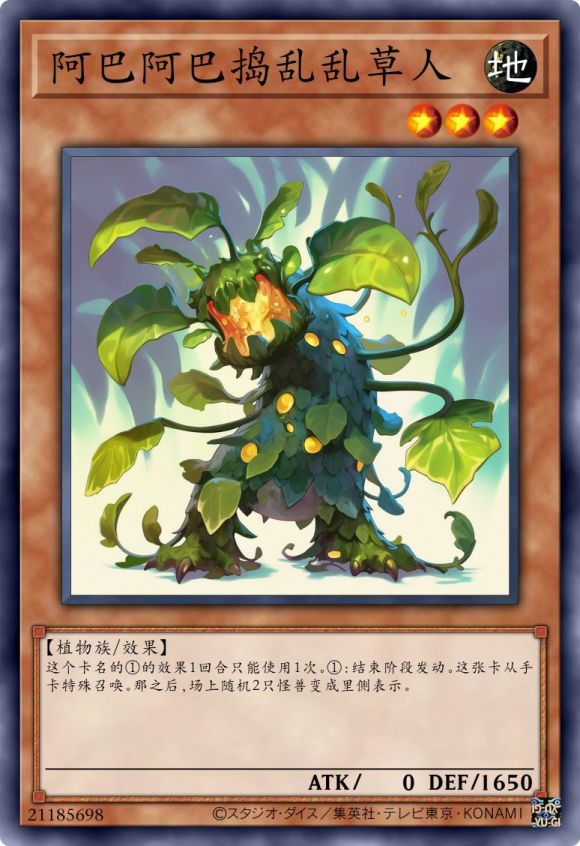 阿巴阿巴捣乱乱草人
地
【植物族/效果】
这个卡名的①的效果1回合只能使用1次。①:结束阶段发动。这张卡从手
卡特殊召唤。那之后,场上随机2只怪兽变成里侧表示。
ATK/ 0 DEF/1650
21185698 ©スタジオ・ダイス/集英社・テレビ東京・KONAMI